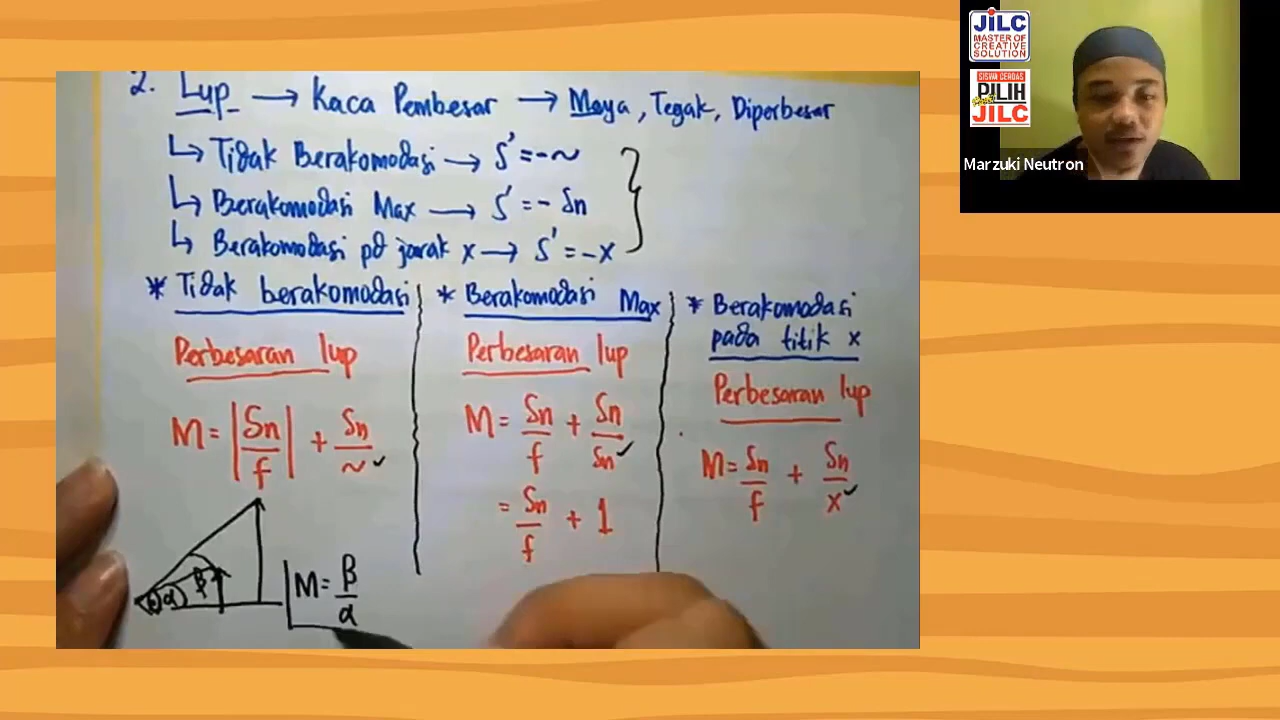 2. Lup → Kaca Pembesar → Maya, Tegak, Diperbesar
↳ Tidak Berakomodasi → S' = -~
↳ Berakomodasi Max → S' = - Sn
↳ Berakomodasi pd jarak x → S' = -x
* Tidak berakomodasi
Perbesaran lup
M = |Sn/f| + Sn/~ ✓
M = β/α
α
β
* Berakomodasi Max
Perbesaran lup
M = Sn/f + Sn/Sn ✓
= Sn/f + 1
* Berakomodasi
pada titik x
Perbesaran lup
M = Sn/f + Sn/x ✓
JILC
MASTER OF
CREATIVE
SOLUTION
SISWA CERDAS
PILIH
JILC
Marzuki Neutron